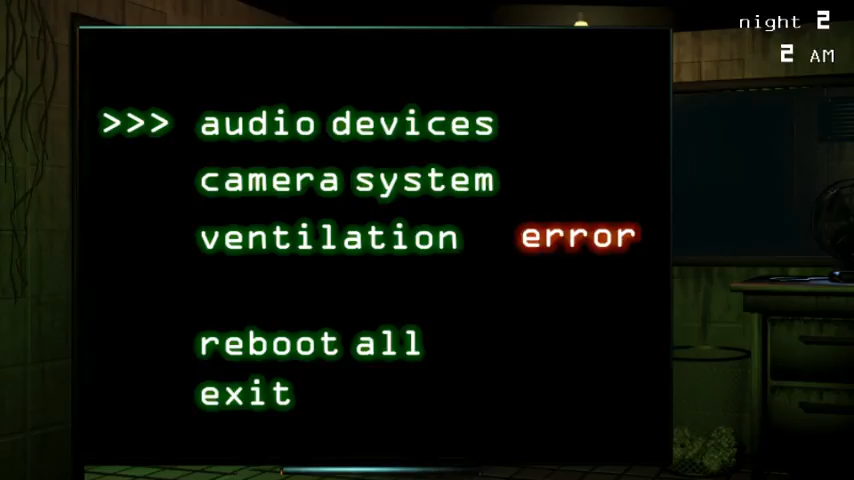 night 2
2 AM
>>> audio devices
camera system
ventilation error
reboot all
exit